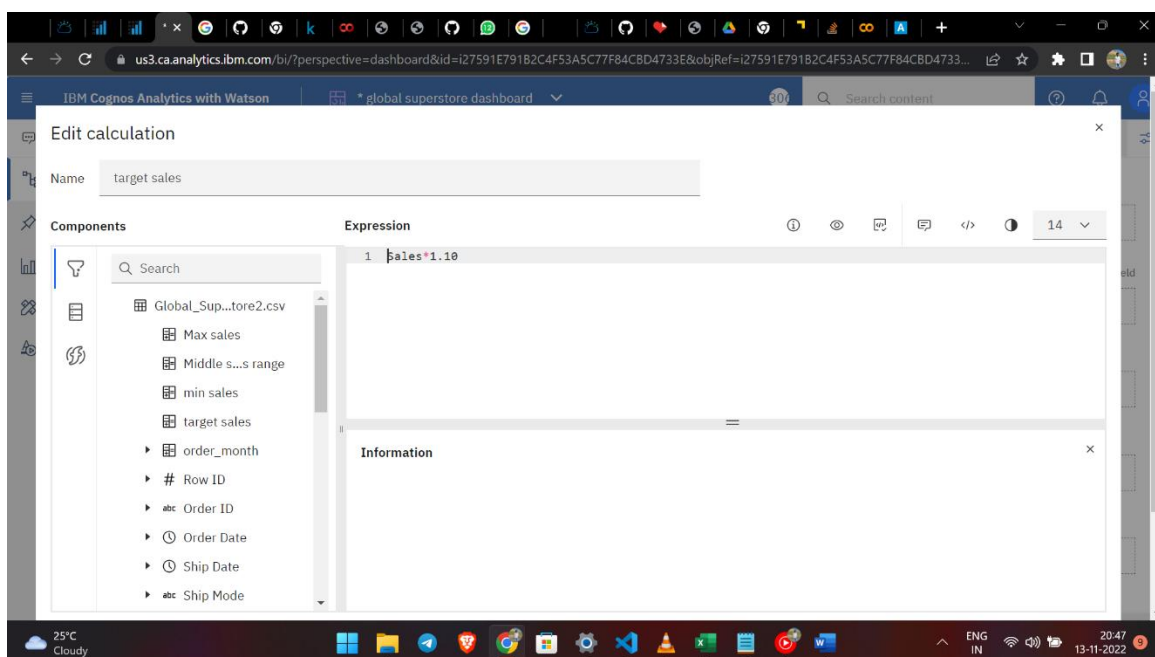 us3.ca.analytics.ibm.com/bi/?perspective=dashboard&id=i27591E791B2C4F53A5C77F84CBD4733E&objRef=i27591E791B2C4F53A5C77F84CBD4733...
IBM Cognos Analytics with Watson
* global superstore dashboard
Search content
Edit calculation
Name
target sales
Components
Expression
14
Search
1 Sales*1.10
Global_Sup...tore2.csv
Max sales
Middle s...s range
min sales
target sales
order_month
Information
# Row ID
abc Order ID
Order Date
Ship Date
abc Ship Mode
25°C
Cloudy
ENG
IN
20:47
13-11-2022
9